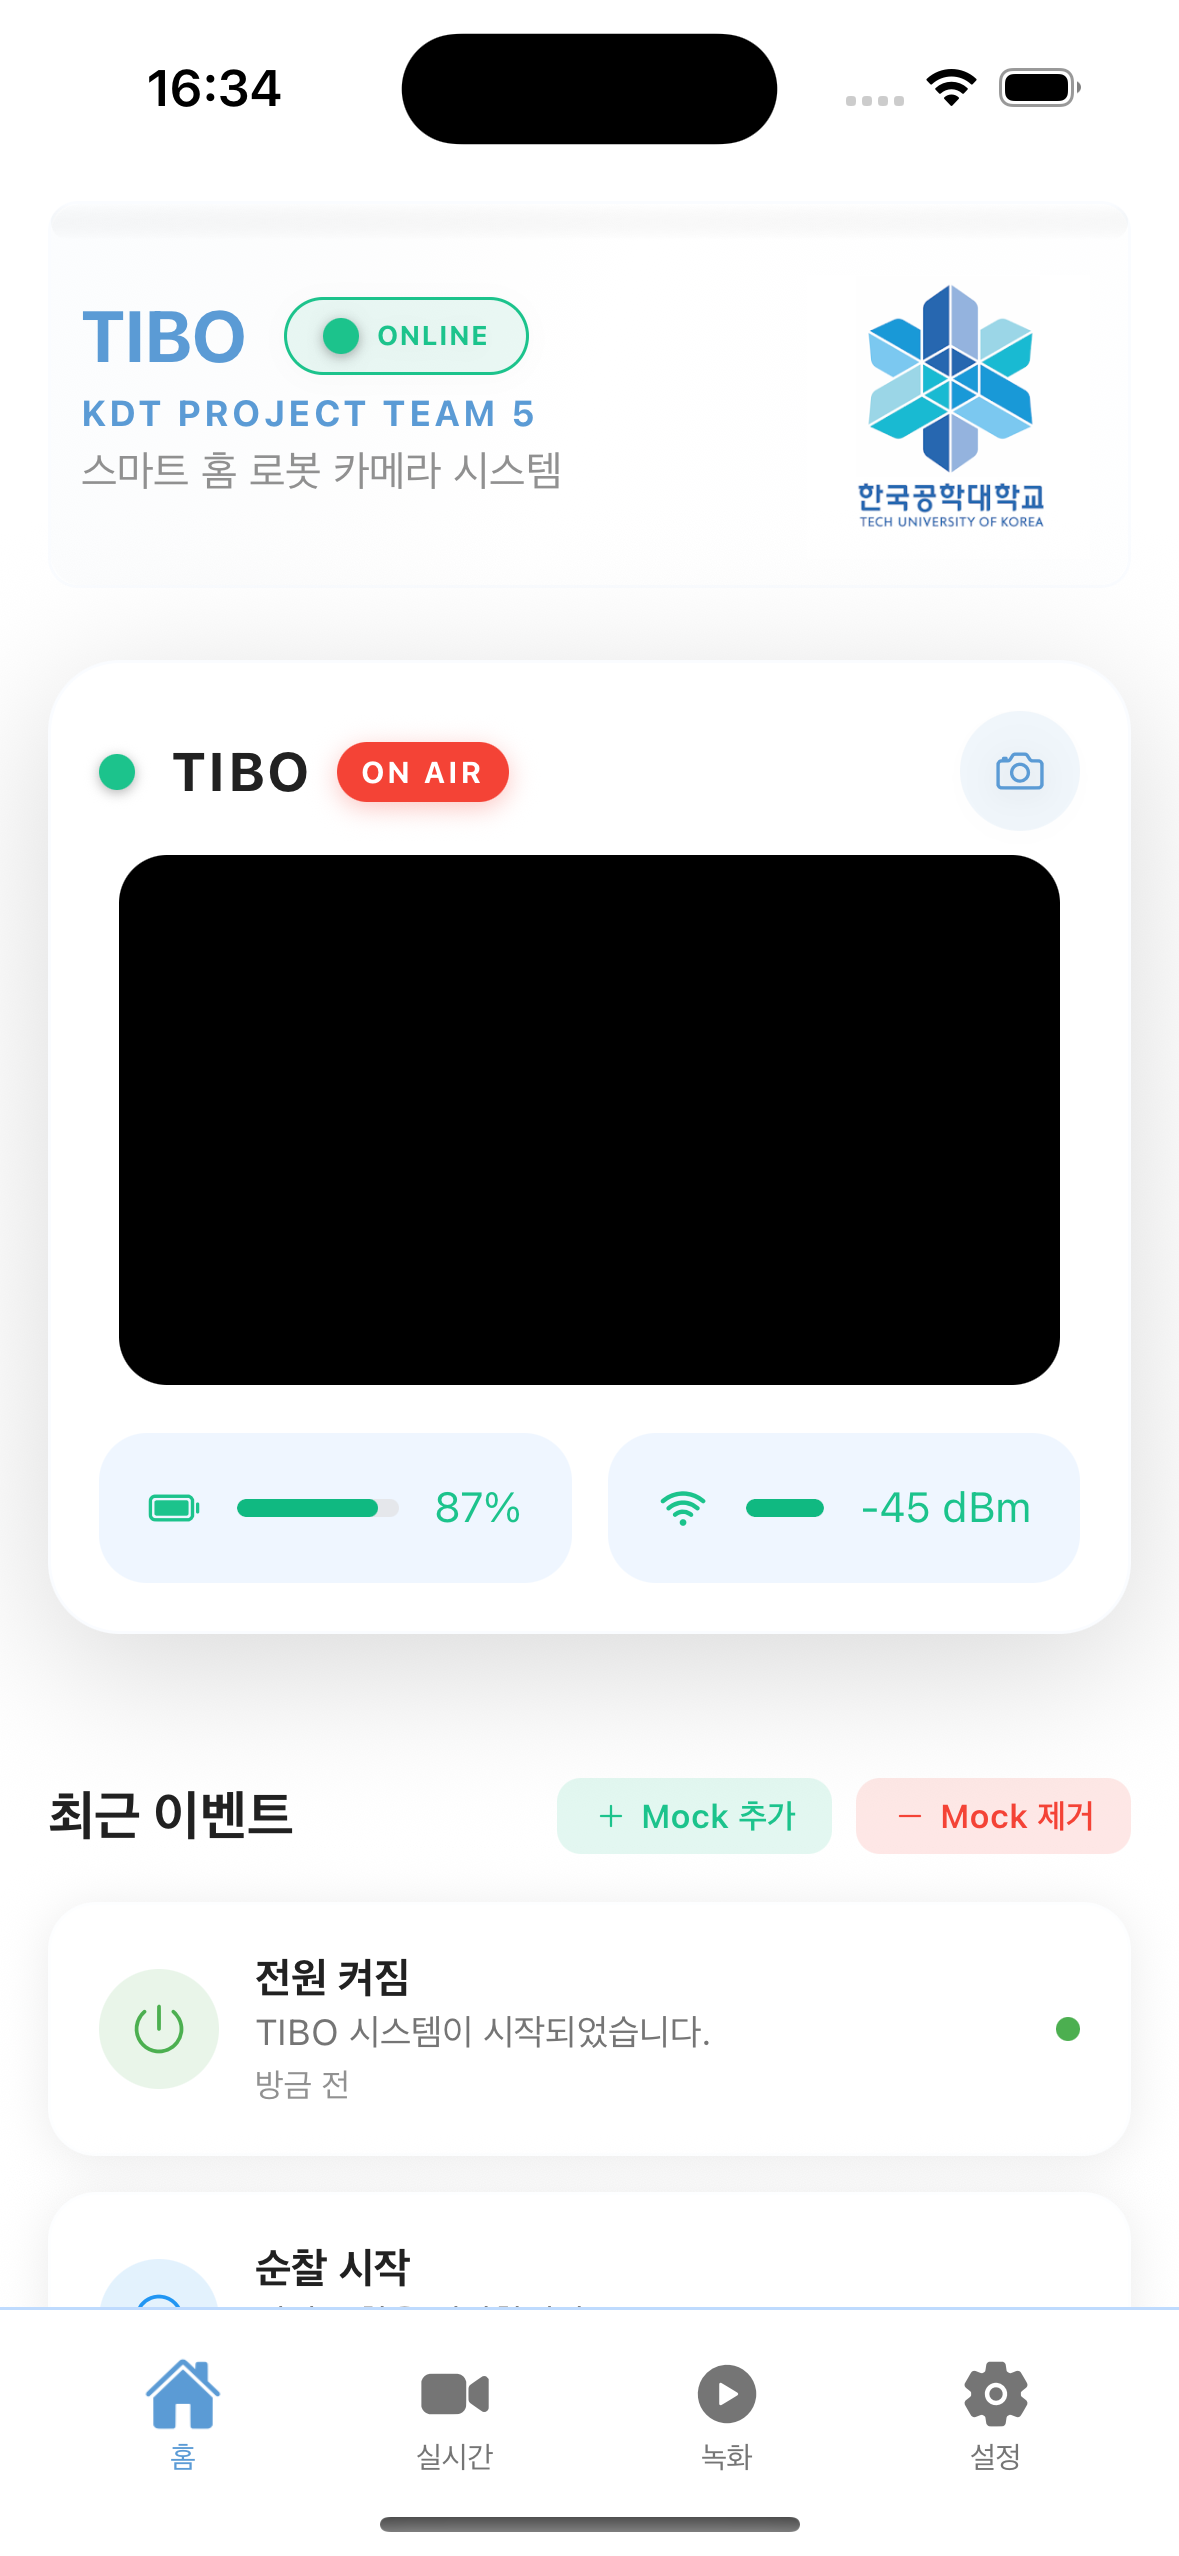 16:34
TIBO
ONLINE
KDT PROJECT TEAM 5
스마트 홈 로봇 카메라 시스템
한국공학대학교
TECH UNIVERSITY OF KOREA
TIBO
ON AIR
87%
-45 dBm
최근 이벤트
+ Mock 추가
− Mock 제거
전원 켜짐
TIBO 시스템이 시작되었습니다.
방금 전
순찰 시작
홈
실시간
녹화
설정